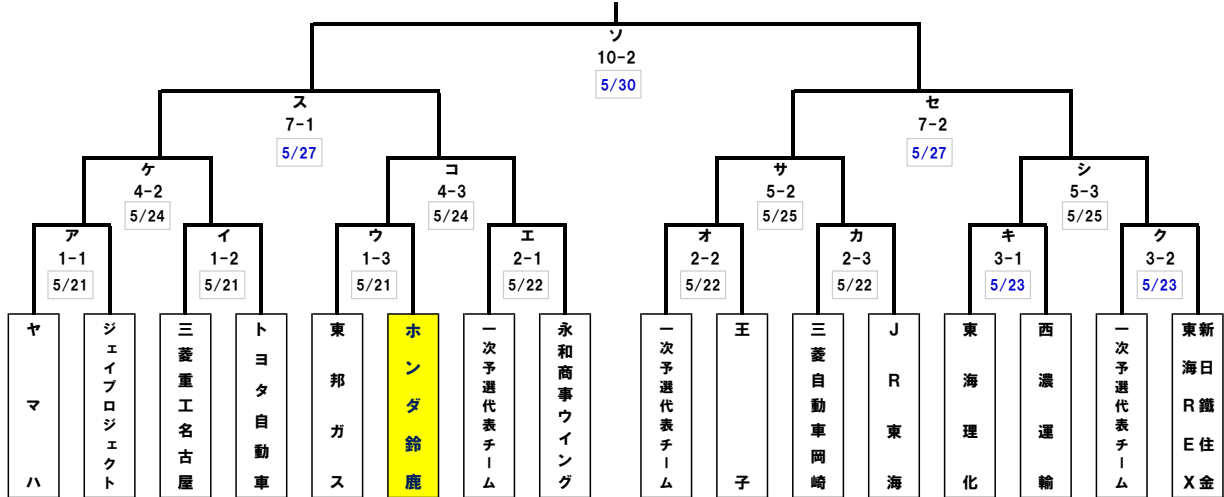 ソ
10-2
5/30
ス
7-1
5/27
セ
7-2
5/27
ケ
4-2
5/24
コ
4-3
5/24
サ
5-2
5/25
シ
5-3
5/25
ア
1-1
5/21
イ
1-2
5/21
ウ
1-3
5/21
エ
2-1
5/22
オ
2-2
5/22
カ
2-3
5/22
キ
3-1
5/23
ク
3-2
5/23
ヤマハ
ジェイプロジェクト
三菱重工名古屋
トヨタ自動車
東邦ガス
ホンダ鈴鹿
一次予選代表チーム
永和商事ウイング
一次予選代表チーム
王子
三菱自動車岡崎
JR東海
東海理化
西濃運輸
一次予選代表チーム
新日鐵住金
東海REX